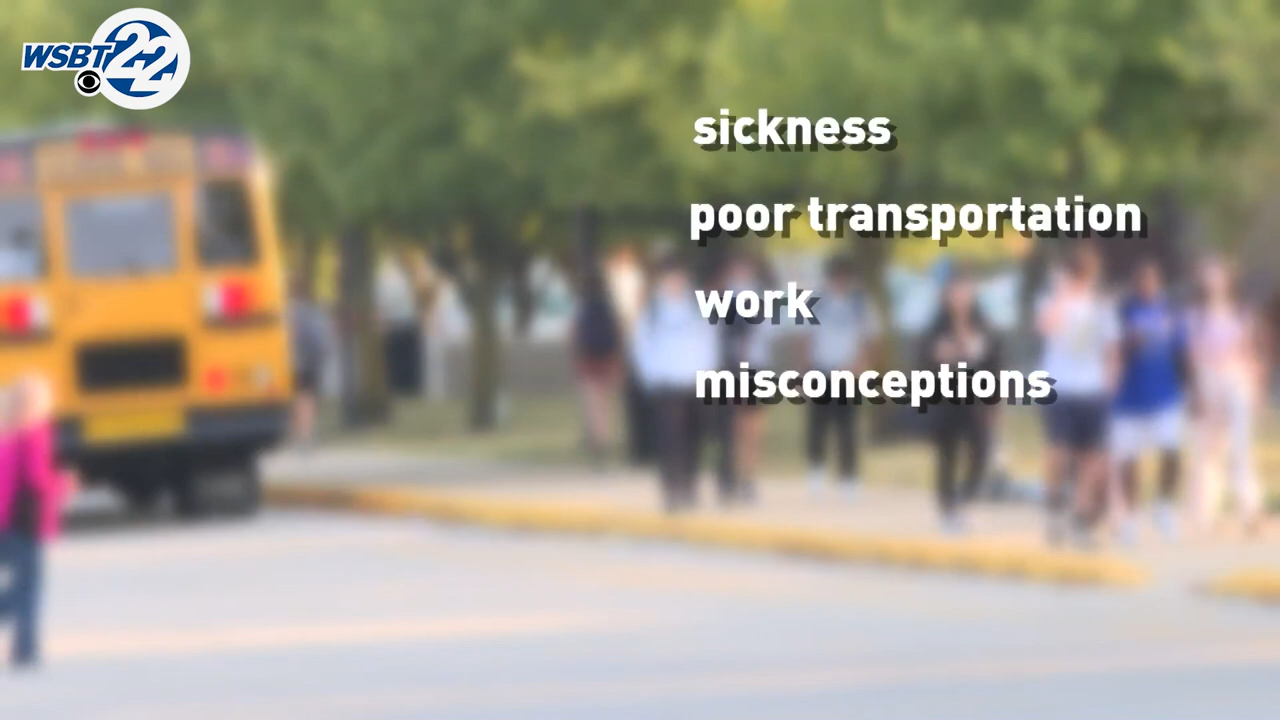 WSBT 22
sickness
poor transportation
work
misconceptions